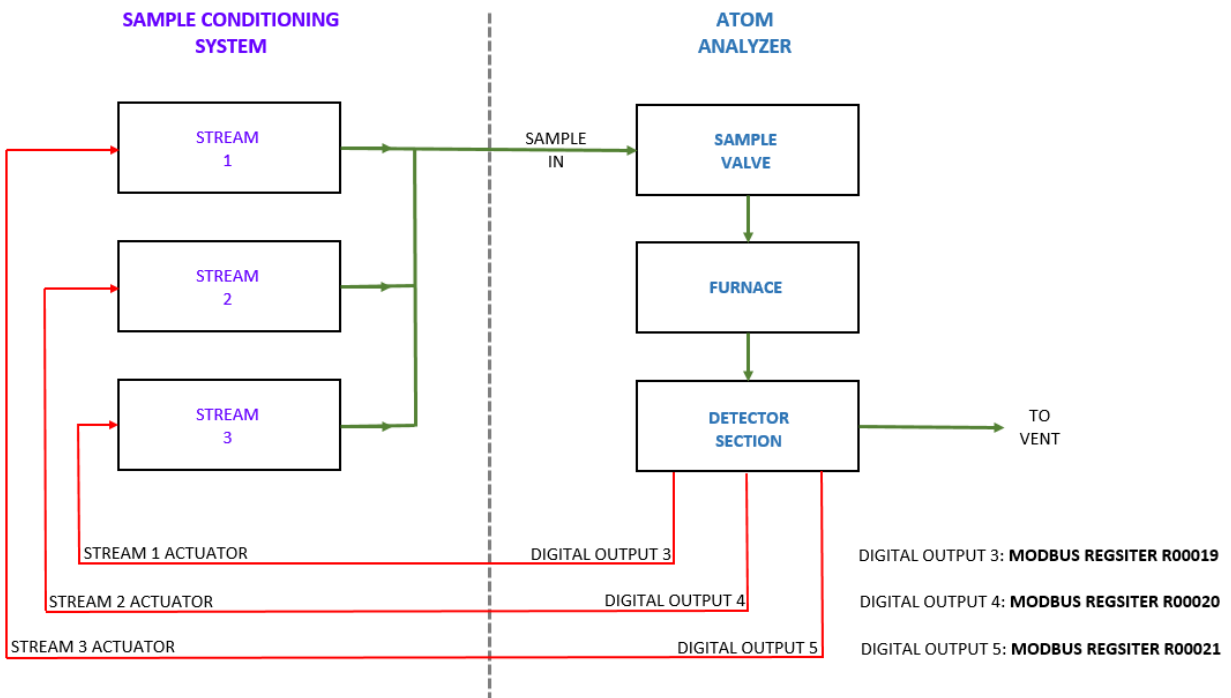 SAMPLE CONDITIONING
SYSTEM
ATOM
ANALYZER
STREAM
1
SAMPLE
IN
SAMPLE
VALVE
STREAM
2
FURNACE
STREAM
3
DETECTOR
SECTION
TO
VENT
STREAM 1 ACTUATOR
DIGITAL OUTPUT 3
DIGITAL OUTPUT 3: MODBUS REGSITER R00019
STREAM 2 ACTUATOR
DIGITAL OUTPUT 4
DIGITAL OUTPUT 4: MODBUS REGSITER R00020
STREAM 3 ACTUATOR
DIGITAL OUTPUT 5
DIGITAL OUTPUT 5: MODBUS REGSITER R00021